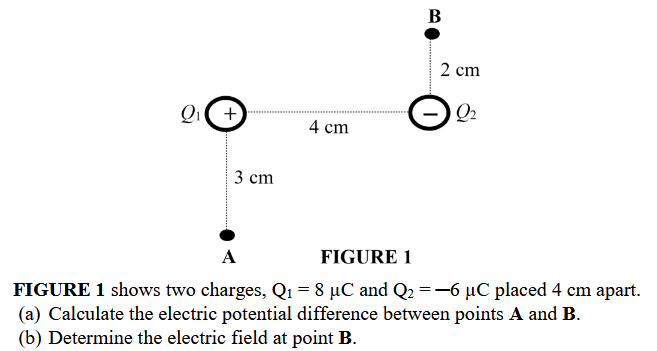 B
2 cm
Q1 + − Q2
4 cm
3 cm
A FIGURE 1
FIGURE 1 shows two charges, Q₁ = 8 μC and Q₂ = −6 μC placed 4 cm apart.
(a) Calculate the electric potential difference between points A and B.
(b) Determine the electric field at point B.